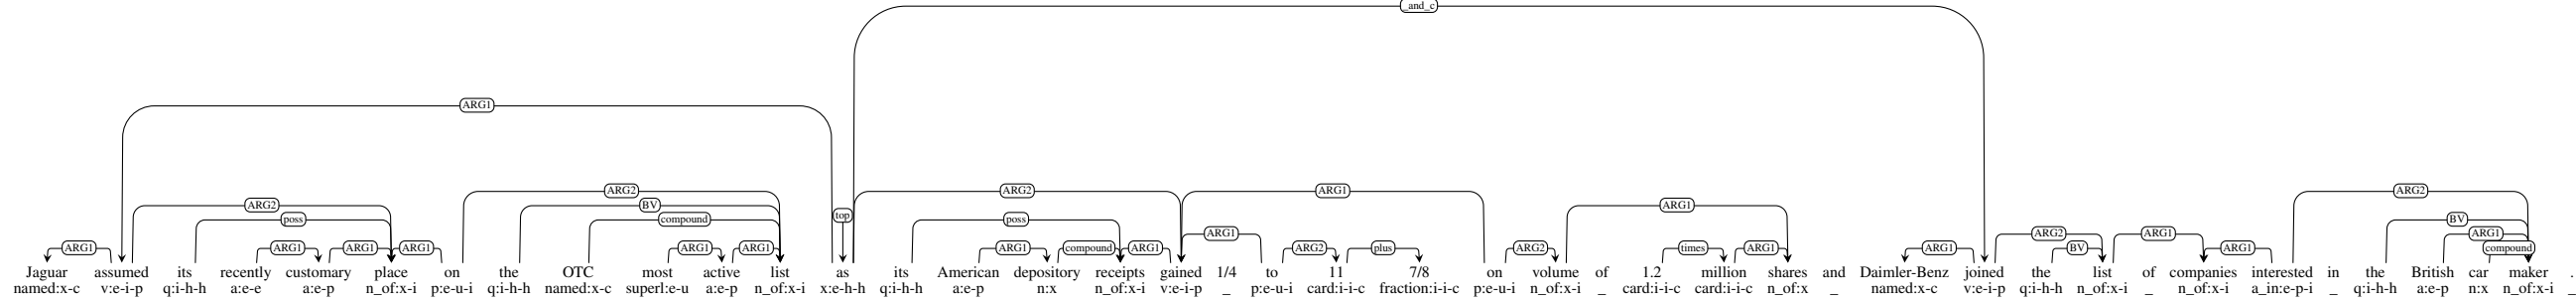 _and_c
ARG1
ARG2 ARG2 ARG1 ARG2
ARG2 BV ARG1
poss compound top poss BV
ARG1 ARG2 ARG1
ARG1 ARG1 ARG1 ARG1 ARG1 ARG1 ARG1 compound ARG1 ARG2 plus ARG2 times ARG1 ARG1 BV ARG1 compound
Jaguar assumed its recently customary place on the OTC most active list as its American depository receipts gained 1/4 to 11 7/8 on volume of 1.2 million shares and Daimler-Benz joined the list of companies interested in the British car maker .
named:x-c v:e-i-p q:i-h-h a:e-e a:e-p n_of:x-i p:e-u-i q:i-h-h named:x-c superl:e-u a:e-p n_of:x-i x:e-h-h q:i-h-h a:e-p n:x n_of:x-i v:e-i-p _ p:e-u-i card:i-i-c fraction:i-i-c p:e-u-i n_of:x-i _ card:i-i-c card:i-i-c n_of:x _ named:x-c v:e-i-p q:i-h-h n_of:x-i _ n_of:x-i a_in:e-p-i _ q:i-h-h a:e-p n:x n_of:x-i _